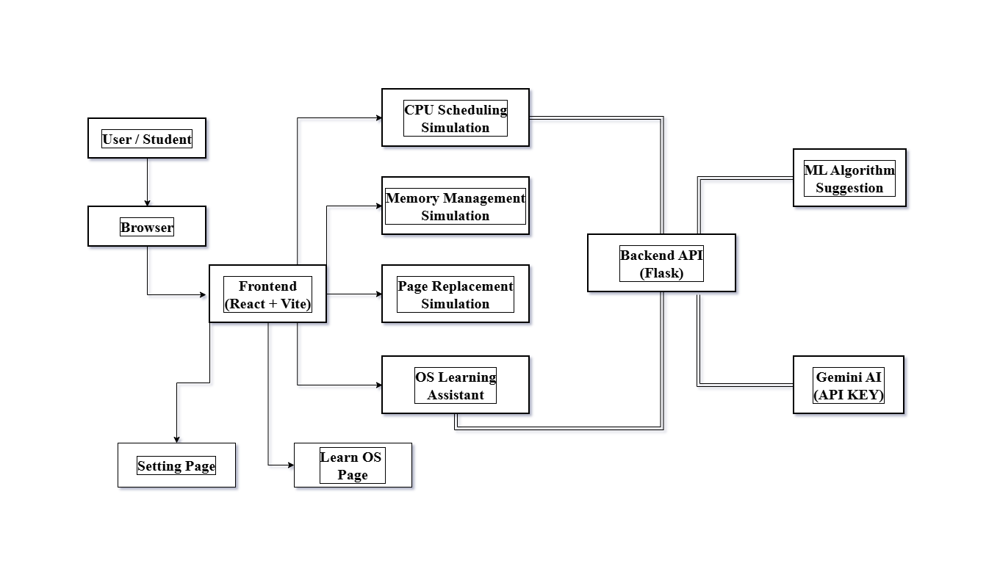 User / Student
Browser
Frontend
(React + Vite)
Setting Page
Learn OS
Page
CPU Scheduling
Simulation
Memory Management
Simulation
Page Replacement
Simulation
OS Learning
Assistant
Backend API
(Flask)
ML Algorithm
Suggestion
Gemini AI
(API KEY)